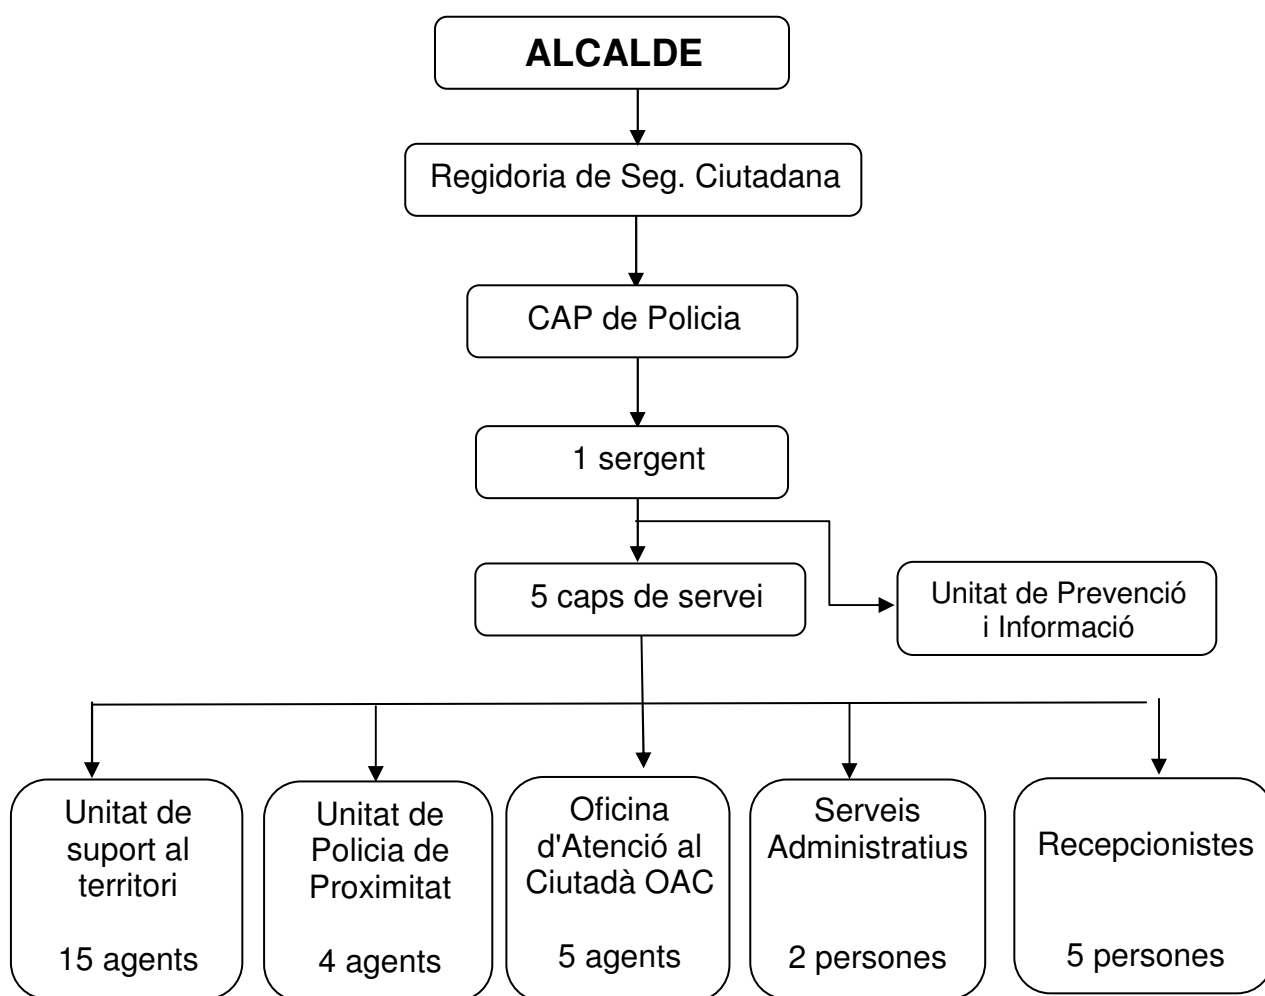 ALCALDE
Regidoria de Seg. Ciutadana
CAP de Policia
1 sergent
5 caps de servei
Unitat de Prevenció
i Informació
Unitat de
suport al
territori
15 agents
Unitat de
Policia de
Proximitat
4 agents
Oficina
d'Atenció al
Ciutadà OAC
5 agents
Serveis
Administratius
2 persones
Recepcionistes
5 persones